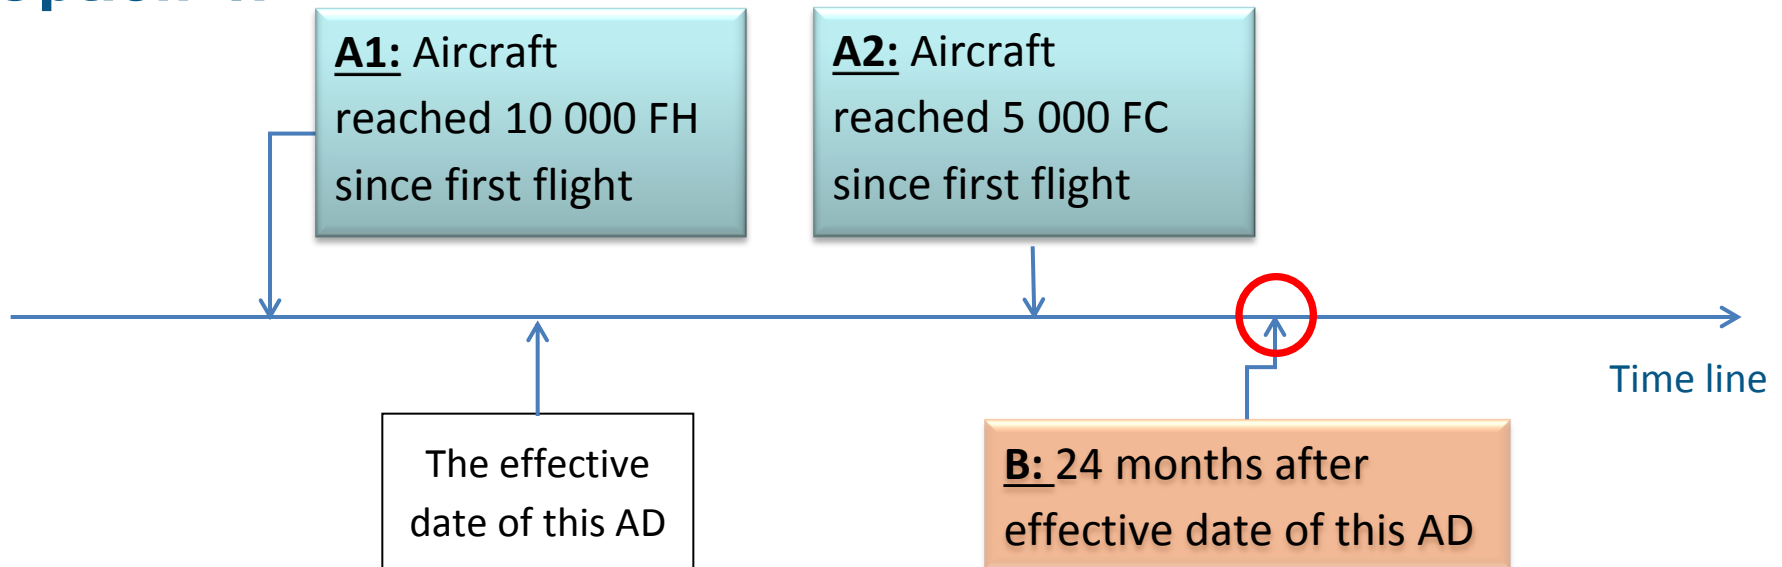 A1: Aircraft
reached 10 000 FH
since first flight
A2: Aircraft
reached 5 000 FC
since first flight
Time line
The effective
date of this AD
B: 24 months after
effective date of this AD